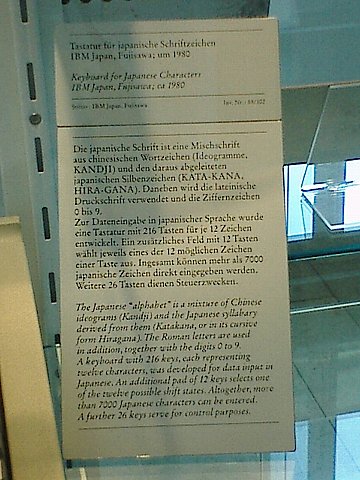 Tastatur für japanische Schriftzeichen
IBM Japan, Fujisawa; um 1980
Keyboard for Japanese Characters
IBM Japan, Fujisawa; ca 1980
IBM Japan, Fujisawa
Inv. Nr.:
Die japanische Schrift ist eine Mischschrift
aus chinesischen Wortzeichen (Ideogramme,
KANDJI) und den daraus abgeleiteten
japanischen Silbenzeichen (KATA-KANA,
HIRA-GANA). Daneben wird die lateinische
Druckschrift verwendet und die Ziffernzeichen
0 bis 9.
Zur Dateneingabe in japanischer Sprache wurde
eine Tastatur mit 216 Tasten für je 12 Zeichen
entwickelt. Ein zusätzliches Feld mit 12 Tasten
wählt jeweils eines der 12 möglichen Zeichen
einer Taste aus. Ingesamt können mehr als 7000
japanische Zeichen direkt eingegeben werden.
Weitere 26 Tasten dienen Steuerzwecken.
The Japanese "alphabet" is a mixture of Chinese
ideograms (Kandji) and the Japanese syllabary
derived from them (Katakana, or in its cursive
form Hiragana). The Roman letters are used
in addition, together with the digits 0 to 9.
A keyboard with 216 keys, each representing
twelve characters, was developed for data input in
Japanese. An additional pad of 12 keys selects one
of the twelve possible shift states. Altogether, more
than 7000 Japanese characters can be entered.
A further 26 keys serve for control purposes.